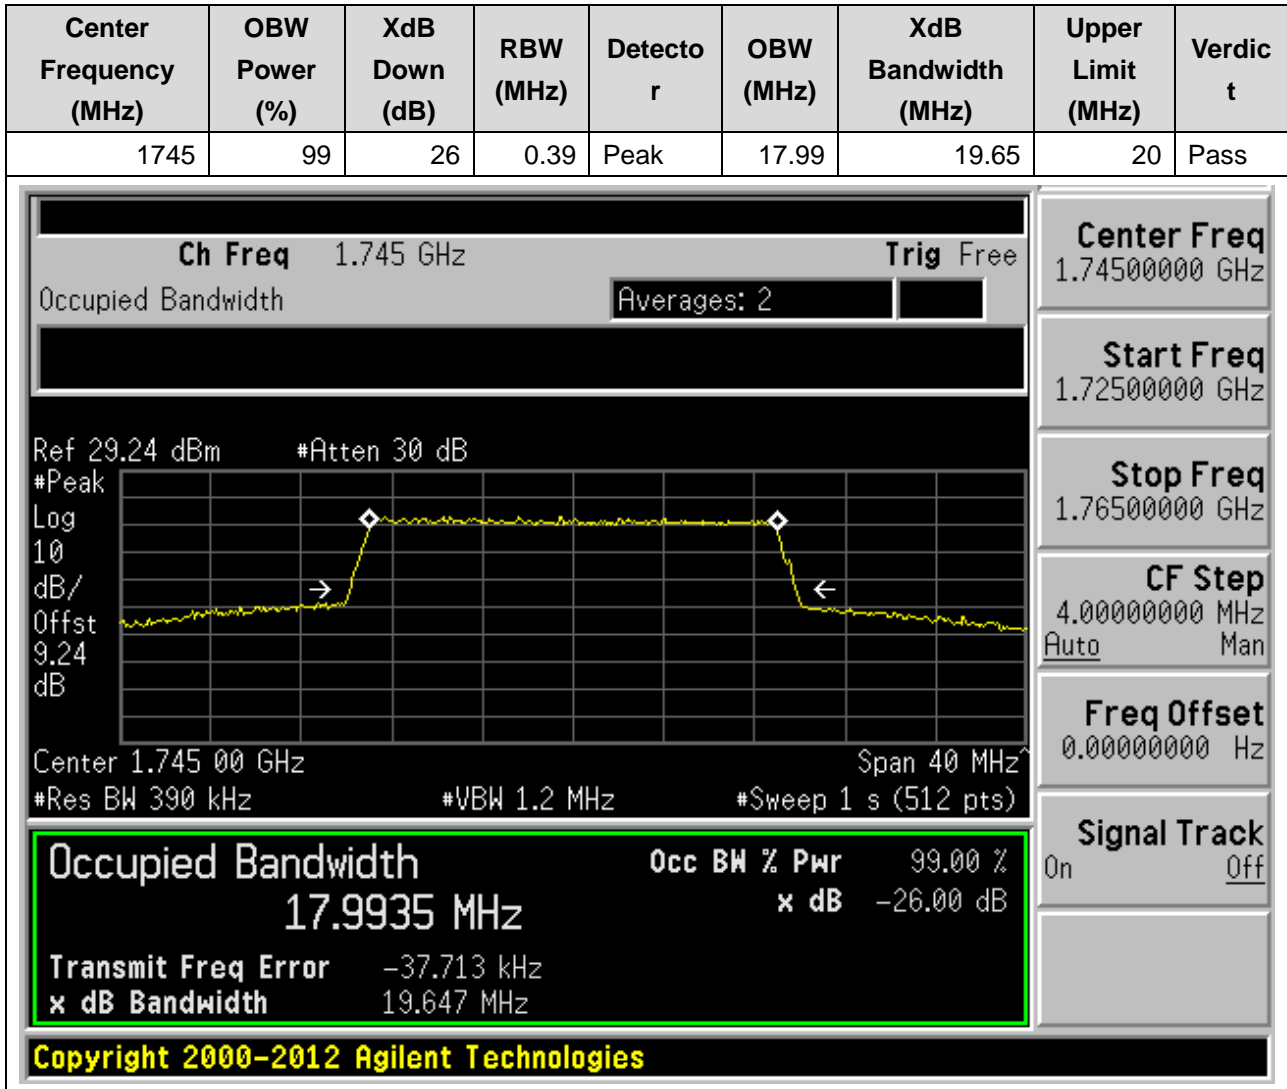 Center Frequency (MHz) OBW Power (%) XdB Down (dB) RBW (MHz) Detector OBW (MHz) XdB Bandwidth (MHz) Upper Limit (MHz) Verdict
1745 99 26 0.39 Peak 17.99 19.65 20 Pass
Ch Freq 1.745 GHz Trig Free
Occupied Bandwidth Averages: 2
Ref 29.24 dBm #Atten 30 dB
#Peak
Log
10
dB/
Offst
9.24
dB
Center 1.745 00 GHz Span 40 MHz^
#Res BW 390 kHz #VBW 1.2 MHz #Sweep 1 s (512 pts)
Occupied Bandwidth Occ BW % Pwr 99.00 %
17.9935 MHz x dB -26.00 dB
Transmit Freq Error -37.713 kHz
x dB Bandwidth 19.647 MHz
Copyright 2000-2012 Agilent Technologies
Center Freq
1.74500000 GHz
Start Freq
1.72500000 GHz
Stop Freq
1.76500000 GHz
CF Step
4.00000000 MHz
Auto Man
Freq Offset
0.00000000 Hz
Signal Track
On Off